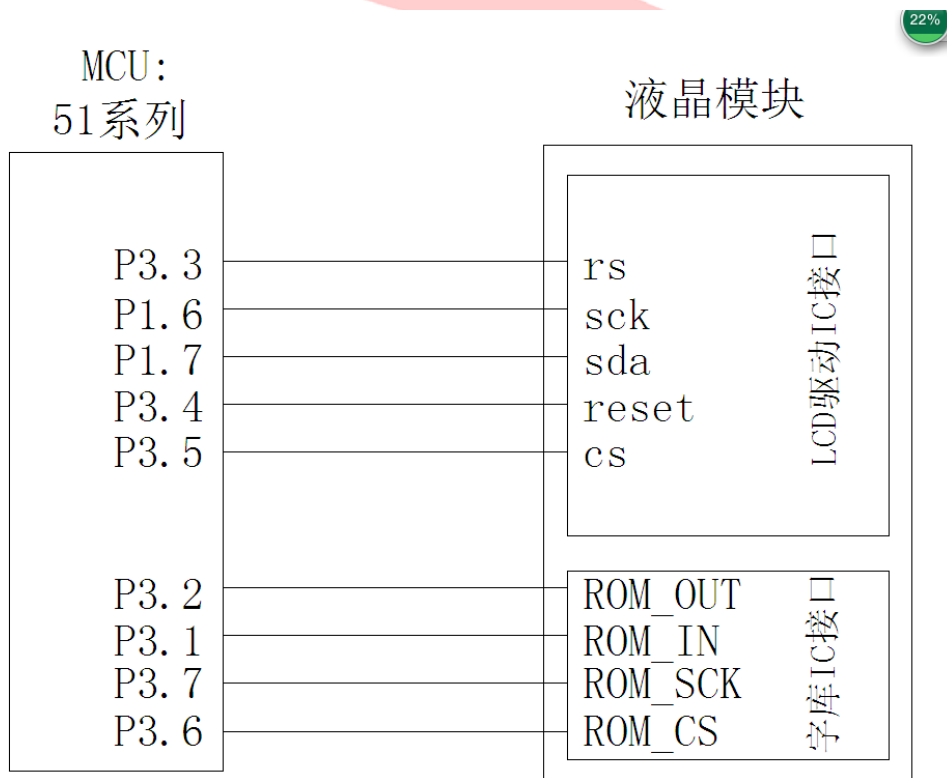 22%
MCU:
51系列
液晶模块
P3.3
rs
P1.6
sck
P1.7
sda
P3.4
reset
P3.5
cs
LCD驱动IC接口
P3.2
ROM_OUT
P3.1
ROM_IN
P3.7
ROM_SCK
P3.6
ROM_CS
字库IC接口